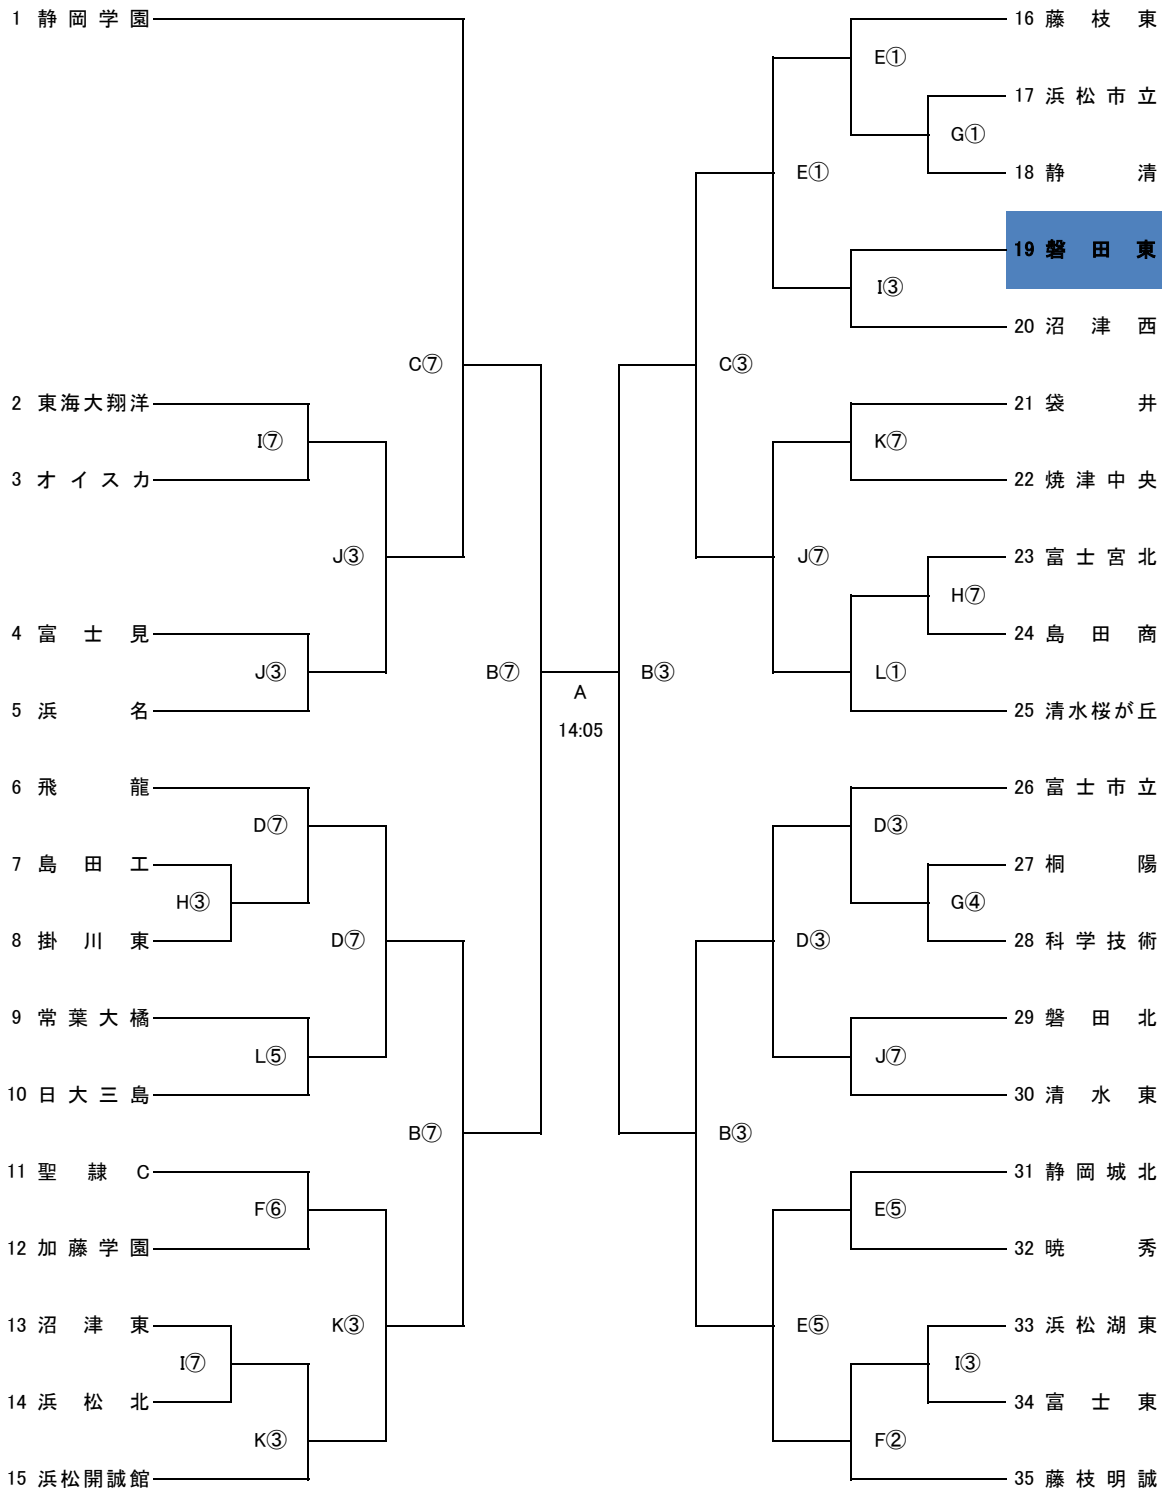 1 静岡学園
C⑦
2 東海大翔洋
I⑦
3 オイスカ
J③
4 富士見
J③
5 浜名
B⑦
6 飛龍
D⑦
7 島田工
H③
8 掛川東
D⑦
9 常葉大橘
L⑤
10 日大三島
B⑦
11 聖隷C
F⑥
12 加藤学園
K③
13 沼津東
I⑦
14 浜松北
K③
15 浜松開誠館
A
14:05
16 藤枝東
E①
17 浜松市立
G①
18 静清
E①
19 磐田東
I③
20 沼津西
C③
21 袋井
K⑦
22 焼津中央
J⑦
23 富士宮北
H⑦
24 島田商
L①
25 清水桜が丘
B③
26 富士市立
D③
27 桐陽
G④
28 科学技術
D③
29 磐田北
J⑦
30 清水東
B③
31 静岡城北
E⑤
32 暁秀
E⑤
33 浜松湖東
I③
34 富士東
F②
35 藤枝明誠